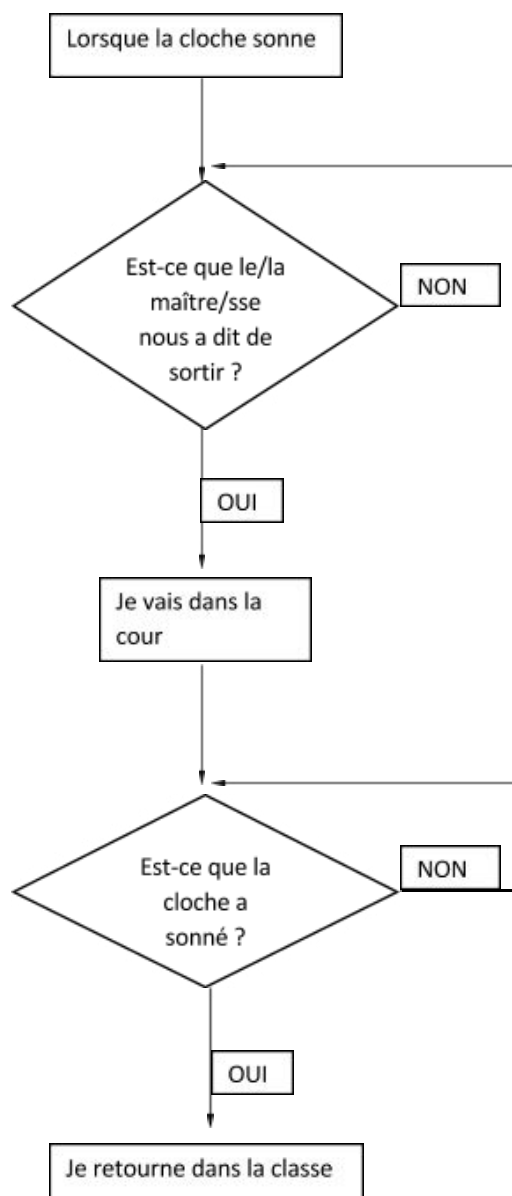 Lorsque la cloche sonne
Est-ce que le/la
maître/sse
nous a dit de
sortir ?
NON
OUI
Je vais dans la
cour
Est-ce que la
cloche a
sonné ?
NON
OUI
Je retourne dans la classe